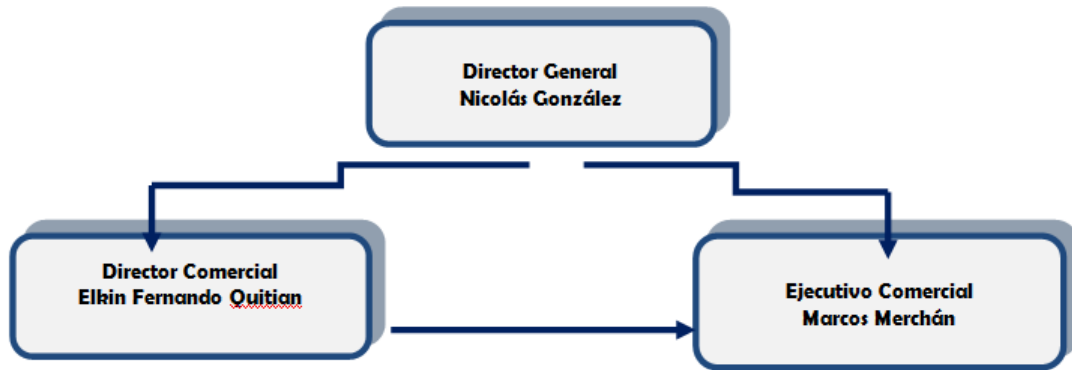 Director General
Nicolás González
Director Comercial
Elkin Fernando Quitian
Ejecutivo Comercial
Marcos Merchán